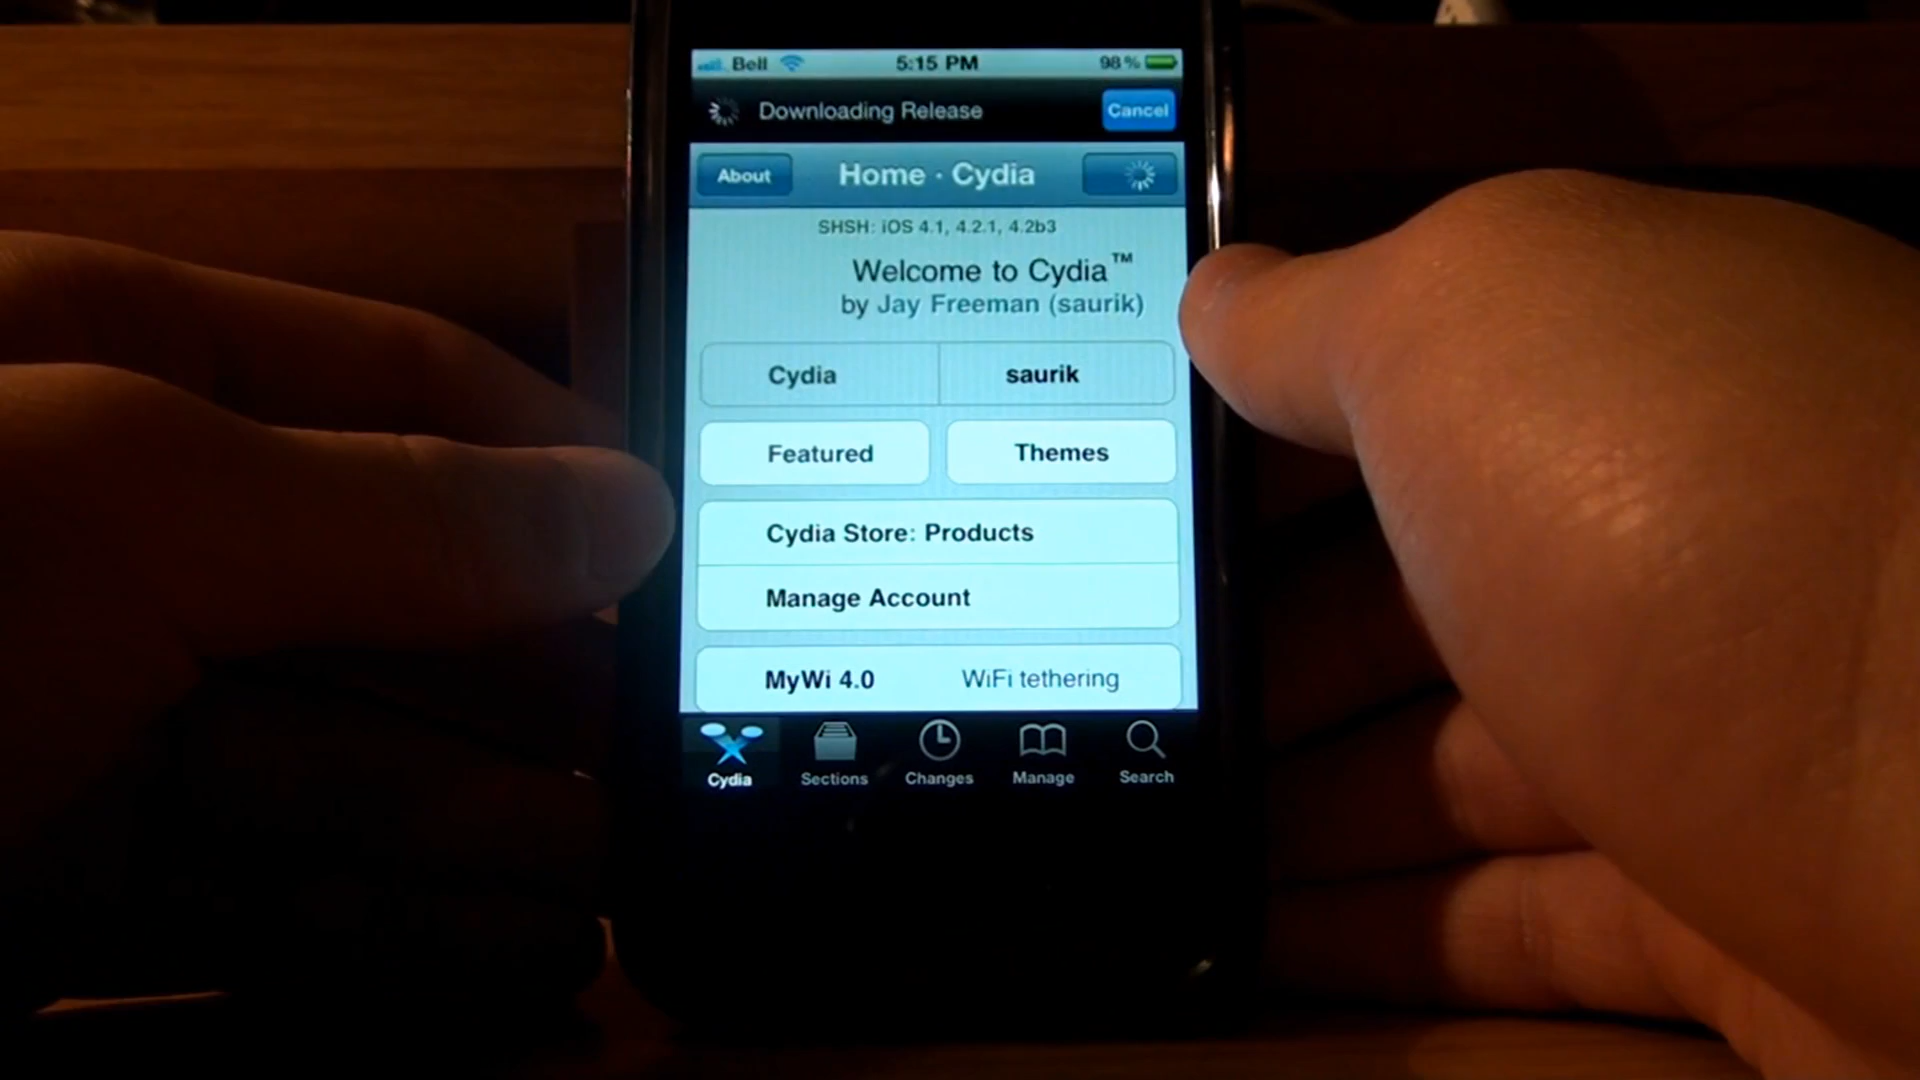 Bell 5:15 PM 98%
Downloading Release Cancel
About Home · Cydia
SHSH: iOS 4.1, 4.2.1, 4.2b3
Welcome to Cydia™
by Jay Freeman (saurik)
Cydia saurik
Featured Themes
Cydia Store: Products
Manage Account
MyWi 4.0 WiFi tethering
Cydia Sections Changes Manage Search